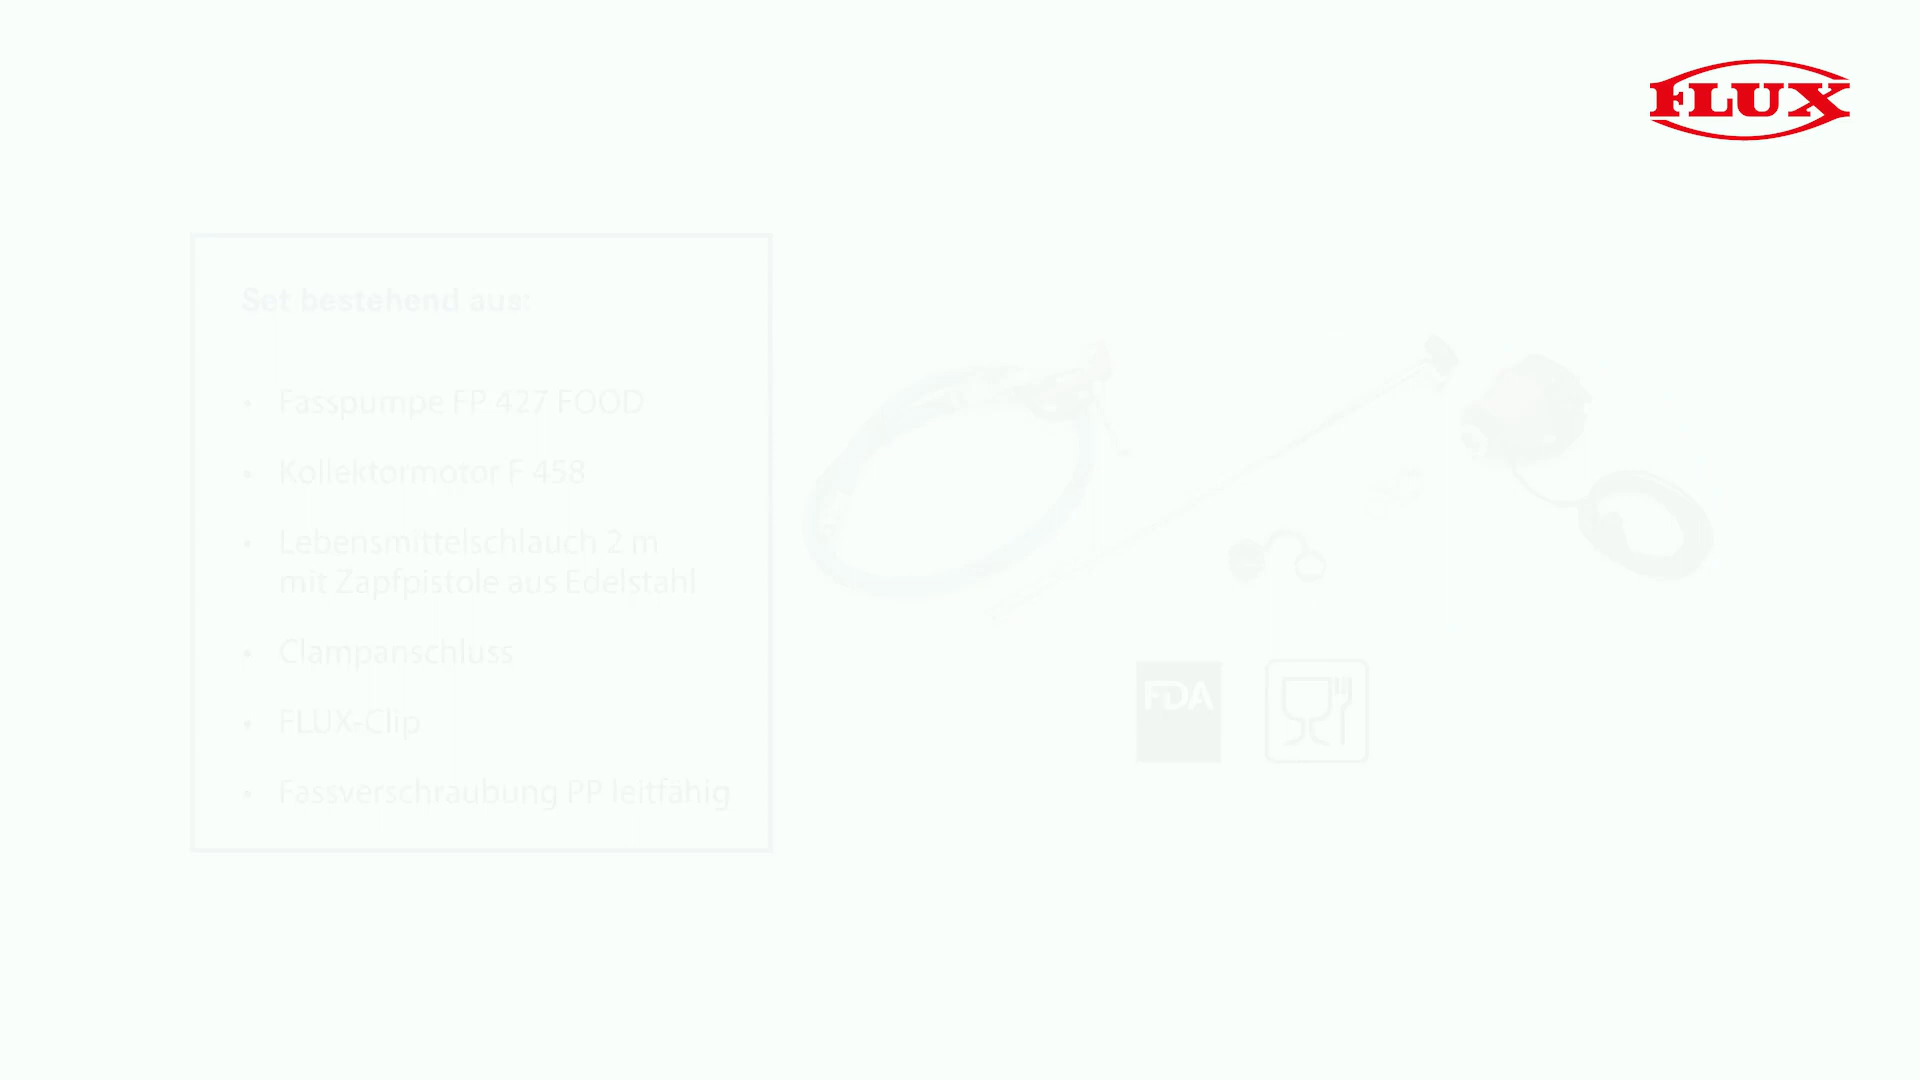 FLUX
Set bestehend aus:
• Fasspumpe FP 427 FOOD
• Kollektormotor F 458
• Lebensmittelschlauch 2 m
mit Zapfpistole aus Edelstahl
• Clampanschluss
• FLUX-Clip
• Fassverschraubung PP leitfähig
FDA